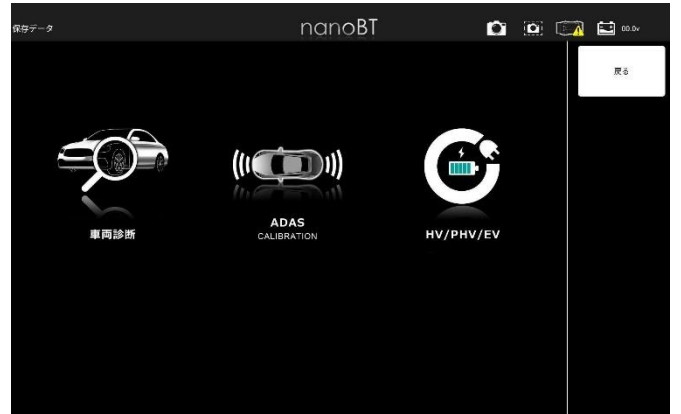 保存データ
nanoBT
00.0v
戻る
車両診断
ADAS
CALIBRATION
HV/PHV/EV